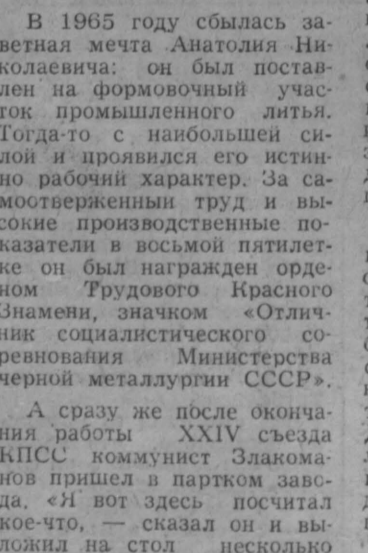 В 1965 году сбылась за-
ветная мечта Анатолия Ни-
колаевича: он был постав-
лен на формовочный учас-
ток промышленного литья.
Тогда-то с наибольшей си-
лой и проявился его истин-
но рабочий характер. За са-
моотверженный труд и вы-
сокие производственные по-
казатели в восьмой пятилет-
ке он был награжден орде-
ном Трудового Красного
Знамени, значком «Отлич-
ник социалистического со-
ревнования Министерства
черной металлургии СССР».
А сразу же после оконча-
ния работы XXIV съезда
КПСС коммунист Злакома-
нов пришел в партком заво-
да. «Я вот здесь посчитал
кое-что, — сказал он и вы-
ложил на стол несколько